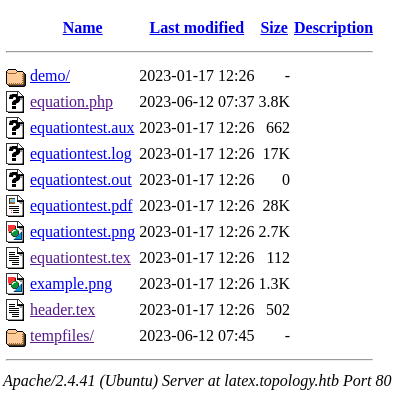 Name Last modified Size Description
demo/ 2023-01-17 12:26 -
equation.php 2023-06-12 07:37 3.8K
equationtest.aux 2023-01-17 12:26 662
equationtest.log 2023-01-17 12:26 17K
equationtest.out 2023-01-17 12:26 0
equationtest.pdf 2023-01-17 12:26 28K
equationtest.png 2023-01-17 12:26 2.7K
equationtest.tex 2023-01-17 12:26 112
example.png 2023-01-17 12:26 1.3K
header.tex 2023-01-17 12:26 502
tempfiles/ 2023-06-12 07:45 -
Apache/2.4.41 (Ubuntu) Server at latex.topology.htb Port 80